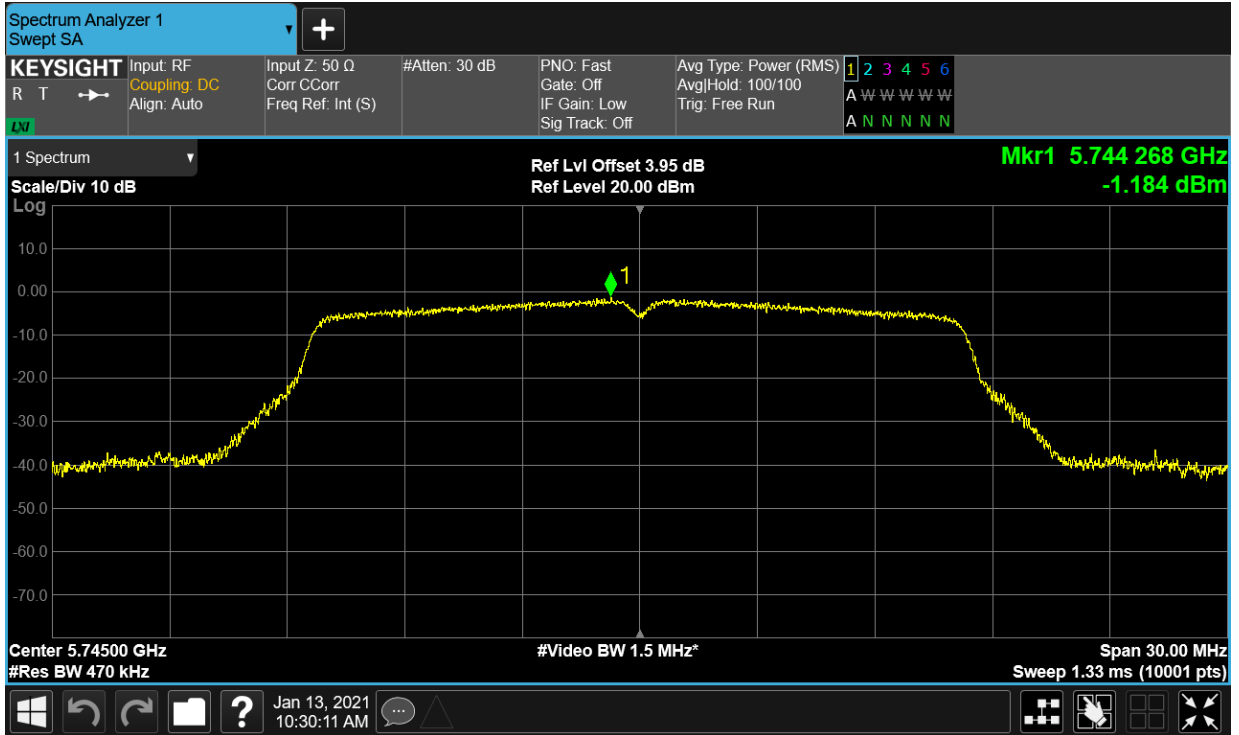 Spectrum Analyzer 1
Swept SA
KEYSIGHT
R T
LXI
Input: RF
Coupling: DC
Align: Auto
Input Z: 50 Ω
Corr CCorr
Freq Ref: Int (S)
#Atten: 30 dB
PNO: Fast
Gate: Off
IF Gain: Low
Sig Track: Off
Avg Type: Power (RMS)
Avg|Hold: 100/100
Trig: Free Run
1 2 3 4 5 6
A W W W W W
A N N N N N
1 Spectrum
Scale/Div 10 dB
Ref Lvl Offset 3.95 dB
Ref Level 20.00 dBm
Mkr1 5.744 268 GHz
-1.184 dBm
Log
10.0
0.00
-10.0
-20.0
-30.0
-40.0
-50.0
-60.0
-70.0
1
Center 5.74500 GHz
#Res BW 470 kHz
#Video BW 1.5 MHz*
Span 30.00 MHz
Sweep 1.33 ms (10001 pts)
?
Jan 13, 2021
10:30:11 AM